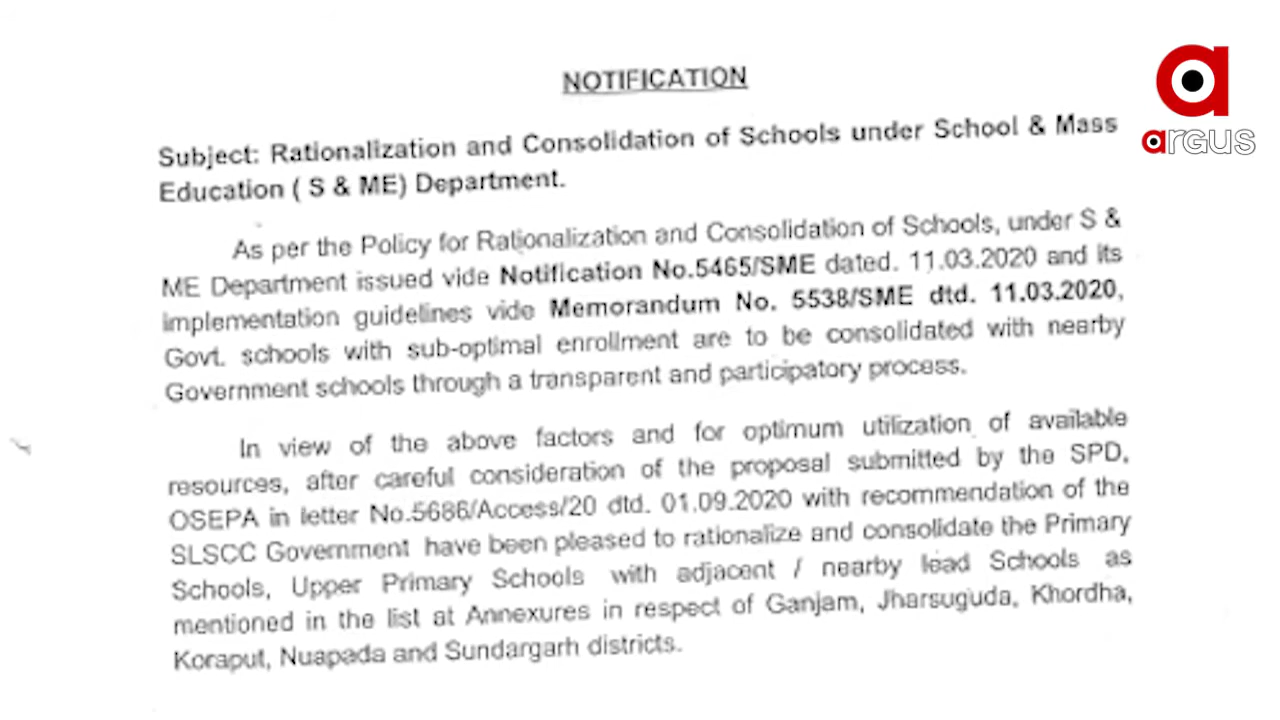 NOTIFICATION
argus
Subject: Rationalization and Consolidation of Schools under School & Mass
Education ( S & ME) Department.
As per the Policy for Rationalization and Consolidation of Schools, under S &
ME Department issued vide Notification No.5465/SME dated. 11.03.2020 and its
implementation guidelines vide Memorandum No. 5538/SME dtd. 11.03.2020,
Govt. schools with sub-optimal enrollment are to be consolidated with nearby
Government schools through a transparent and participatory process.
In view of the above factors and for optimum utilization of available
resources, after careful consideration of the proposal submitted by the SPD,
OSEPA in letter No.5686/Access/20 dtd. 01.09.2020 with recommendation of the
SLSCC Government have been pleased to rationalize and consolidate the Primary
Schools, Upper Primary Schools with adjacent / nearby lead Schools as
mentioned in the list at Annexures in respect of Ganjam, Jharsuguda, Khordha,
Koraput, Nuapada and Sundargarh districts.